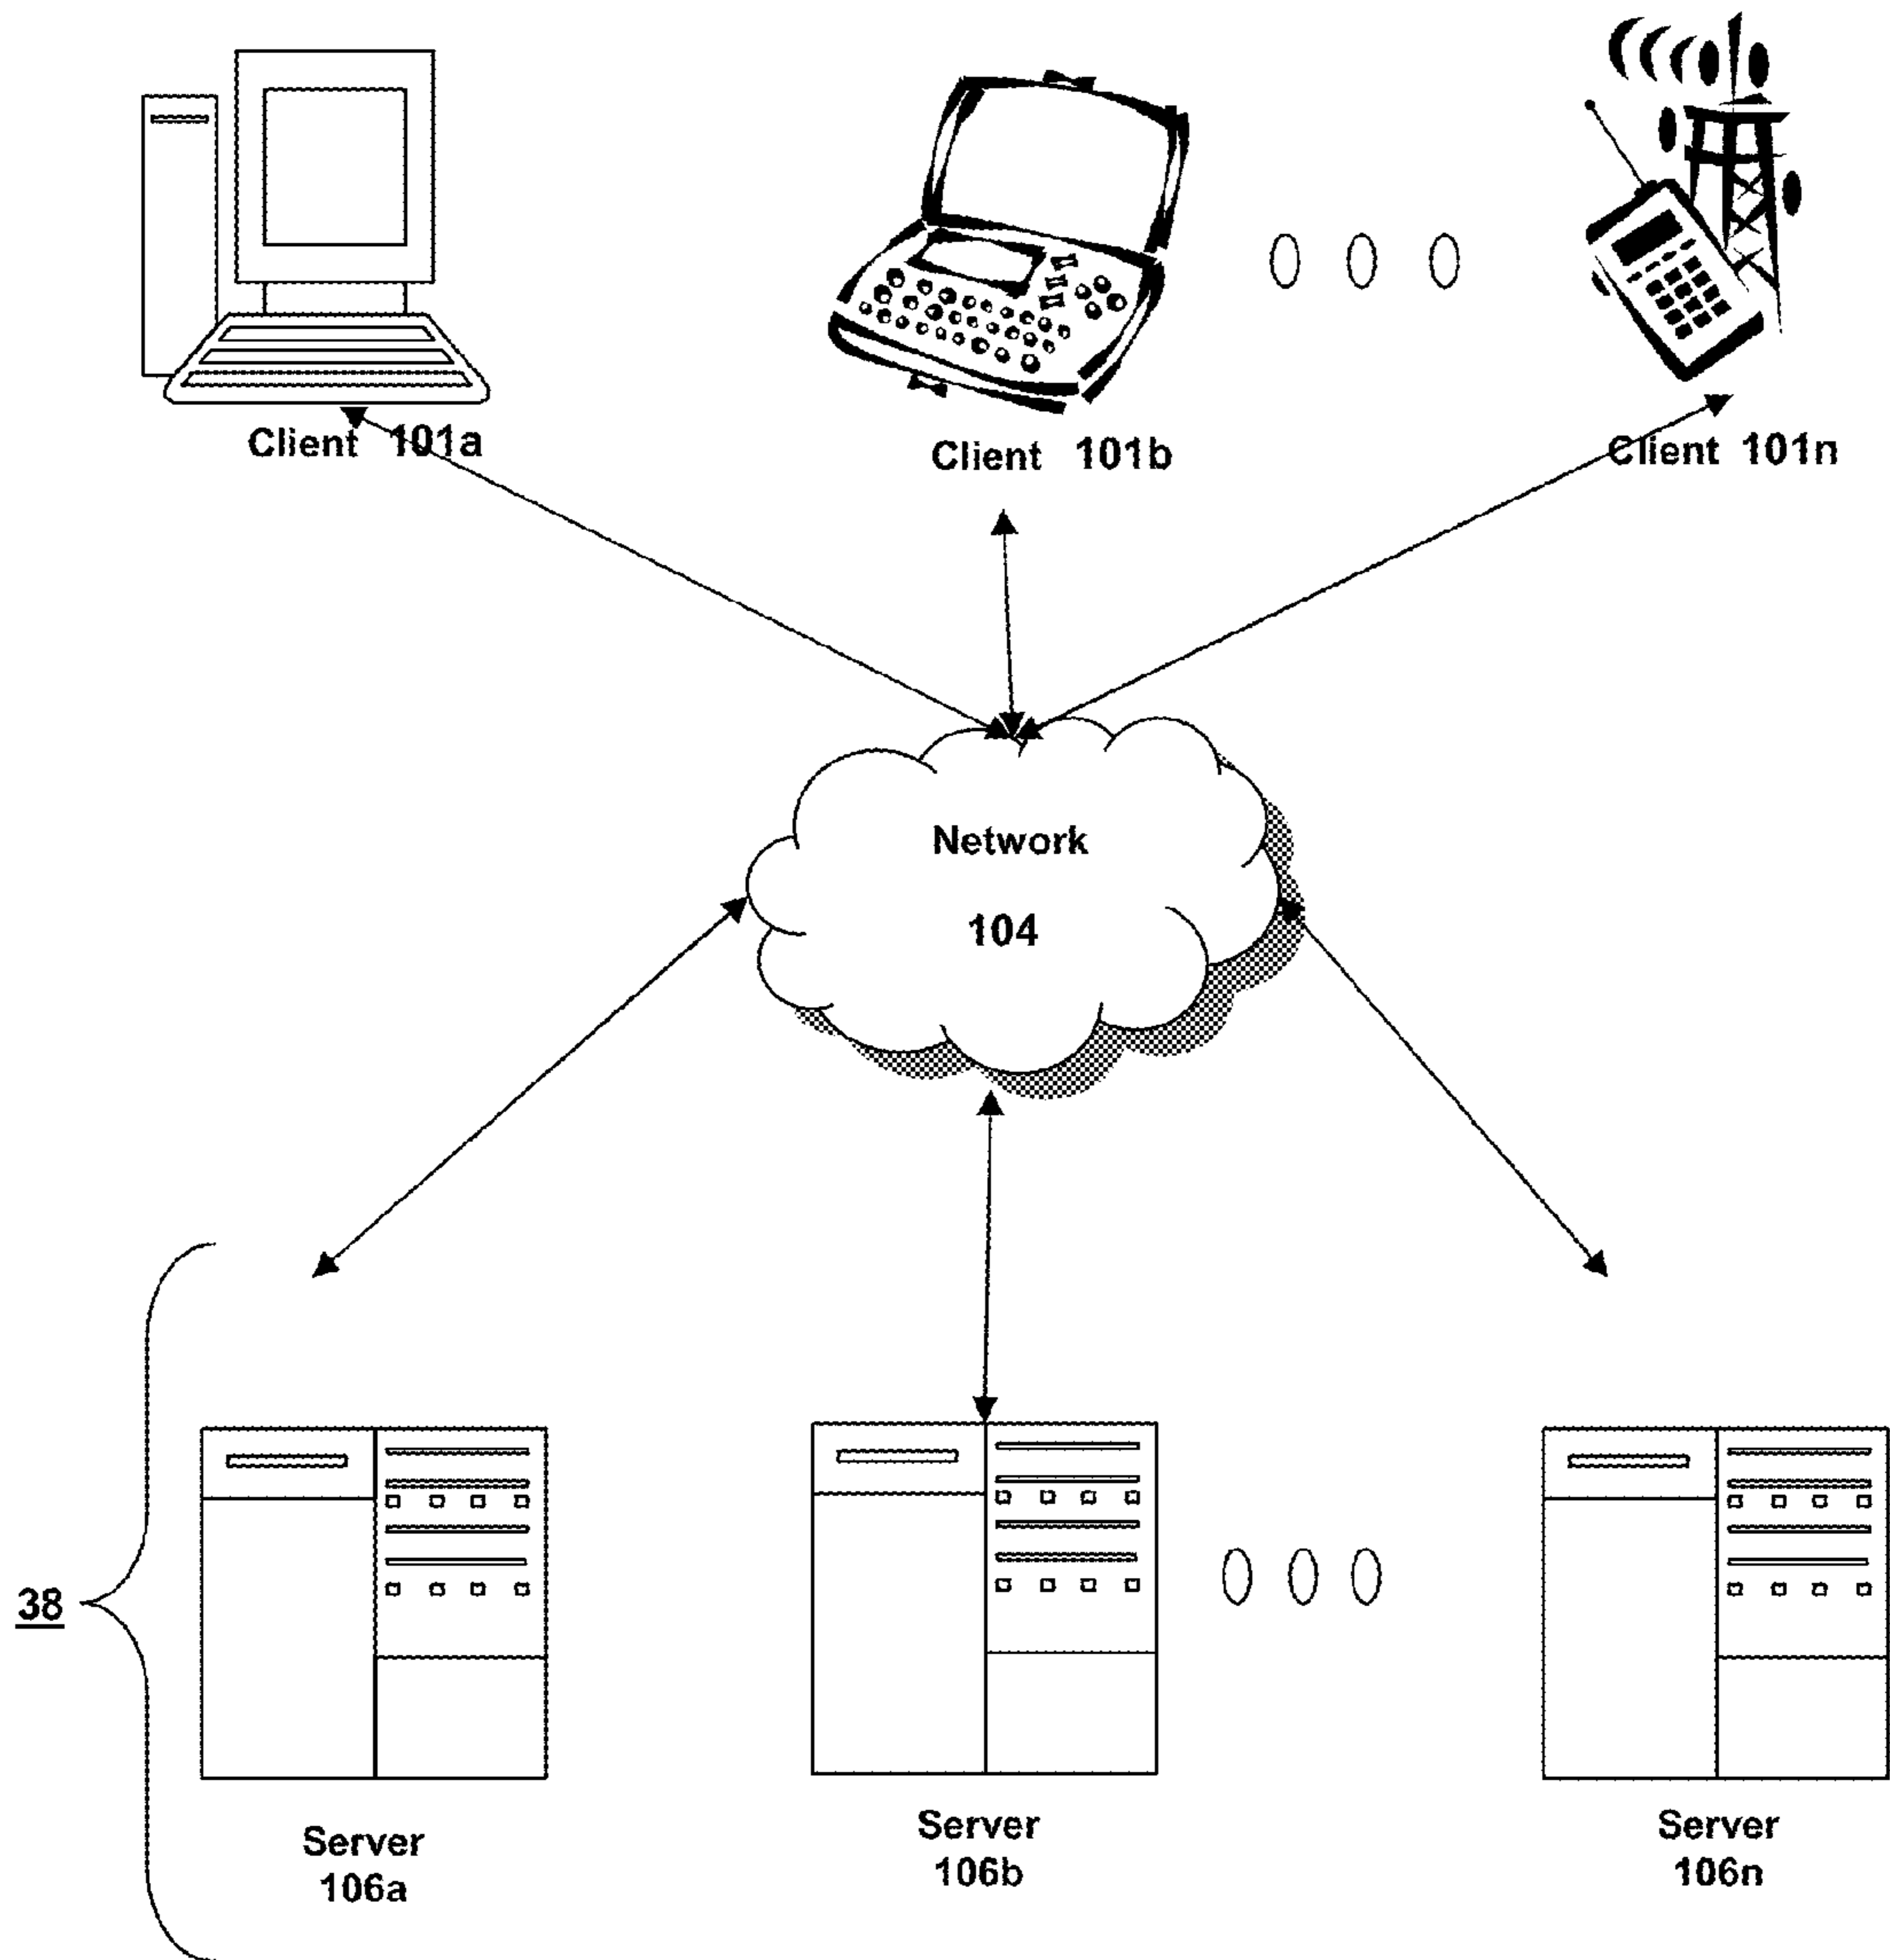 Client 101a
Client 101b
Client 101n
Network
104
38
Server
106a
Server
106b
Server
106n